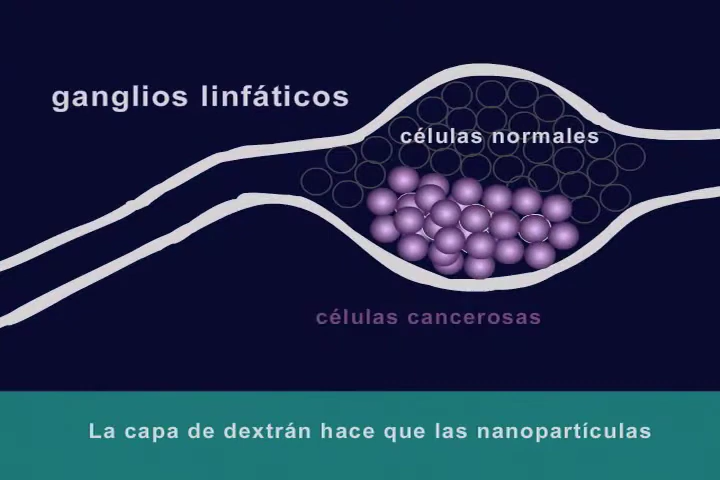 ganglios linfáticos
células normales
células cancerosas
La capa de dextrán hace que las nanopartículas